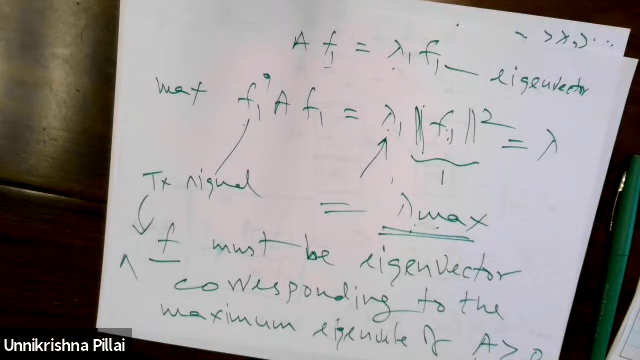 A f₁ = λ₁ f₁ — eigenvector
~ > λ₂ > ...
max f₁* A f₁ = λ₁ ‖f₁‖² = λ
1
Tx signal
= λmax
f must be eigenvector
corresponding to the
maximum eigenvalue of A > 0
Unnikrishna Pillai